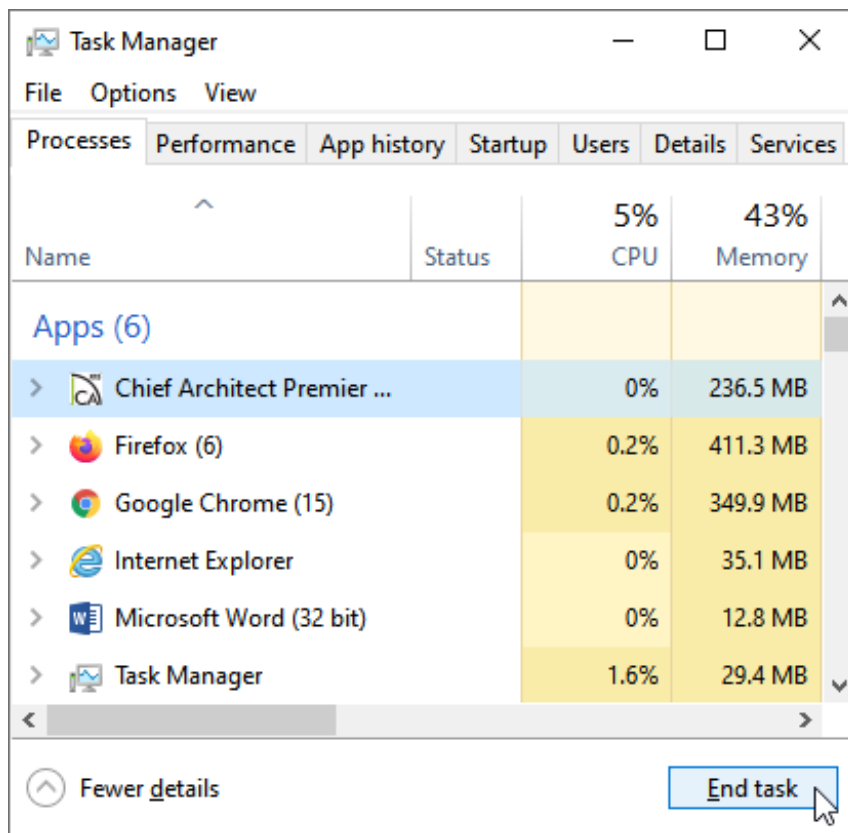 Task Manager
File Options View
Processes Performance App history Startup Users Details Services
5% 43%
Name Status CPU Memory
Apps (6)
Chief Architect Premier ... 0% 236.5 MB
Firefox (6) 0.2% 411.3 MB
Google Chrome (15) 0.2% 349.9 MB
Internet Explorer 0% 35.1 MB
Microsoft Word (32 bit) 0% 12.8 MB
Task Manager 1.6% 29.4 MB
Fewer details End task